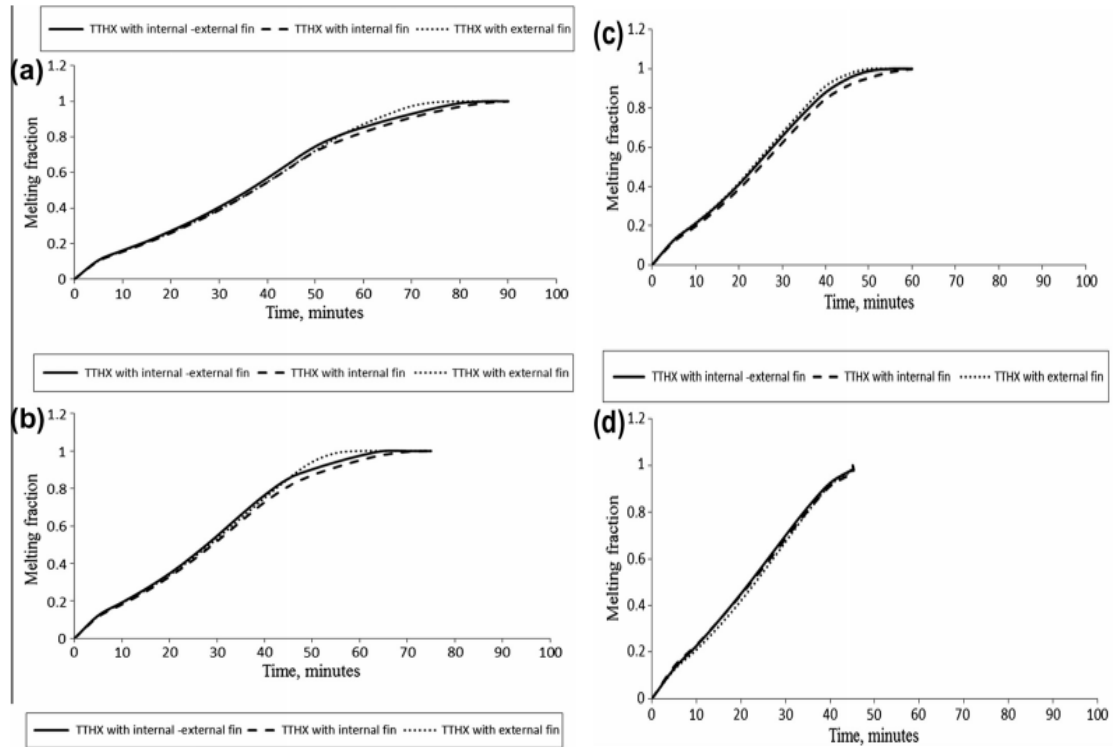 TTHX with internal -external fin TTHX with internal fin TTHX with external fin
(a)
1.2
1
0.8
0.6
0.4
0.2
0
Melting fraction
0 10 20 30 40 50 60 70 80 90 100
Time, minutes
TTHX with internal -external fin TTHX with internal fin TTHX with external fin
(b)
1.2
1
0.8
0.6
0.4
0.2
0
Melting fraction
0 10 20 30 40 50 60 70 80 90 100
Time, minutes
TTHX with internal -external fin TTHX with internal fin TTHX with external fin
(c)
1.2
1
0.8
0.6
0.4
0.2
0
Melting fraction
0 10 20 30 40 50 60 70 80 90 100
Time, minutes
TTHX with internal -external fin TTHX with internal fin TTHX with external fin
(d)
1.2
1
0.8
0.6
0.4
0.2
0
Melting fraction
0 10 20 30 40 50 60 70 80 90 100
Time, minutes